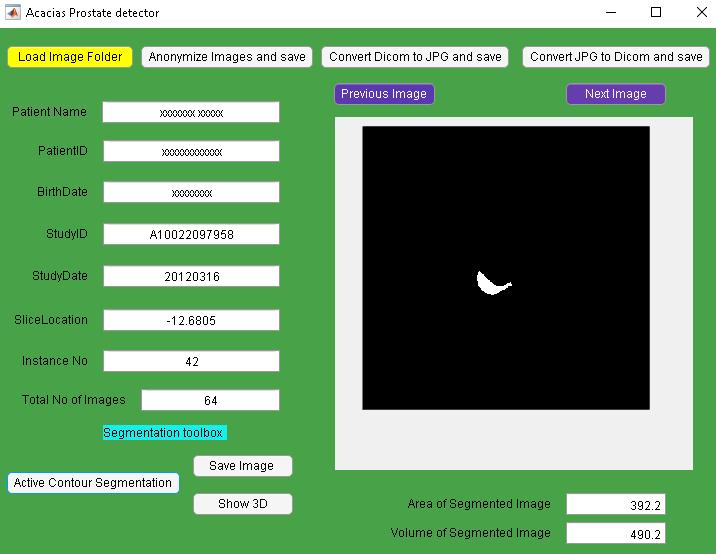 Acacias Prostate detector
Load Image Folder Anonymize Images and save Convert Dicom to JPG and save Convert JPG to Dicom and save
Previous Image Next Image
Patient Name xxxxxxx xxxxx
PatientID xxxxxxxxxxxx
BirthDate xxxxxxxx
StudyID A10022097958
StudyDate 20120316
SliceLocation -12.6805
Instance No 42
Total No of Images 64
Segmentation toolbox
Save Image
Active Contour Segmentation
Show 3D
Area of Segmented Image 392.2
Volume of Segmented Image 490.2